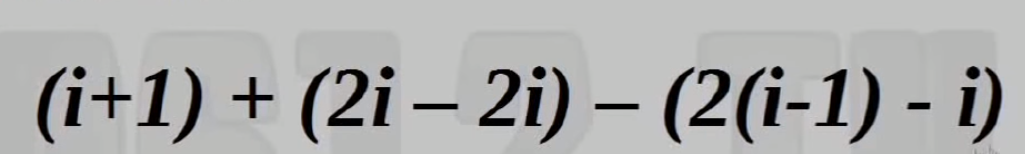 (i+1) + (2i – 2i) – (2(i-1) - i)